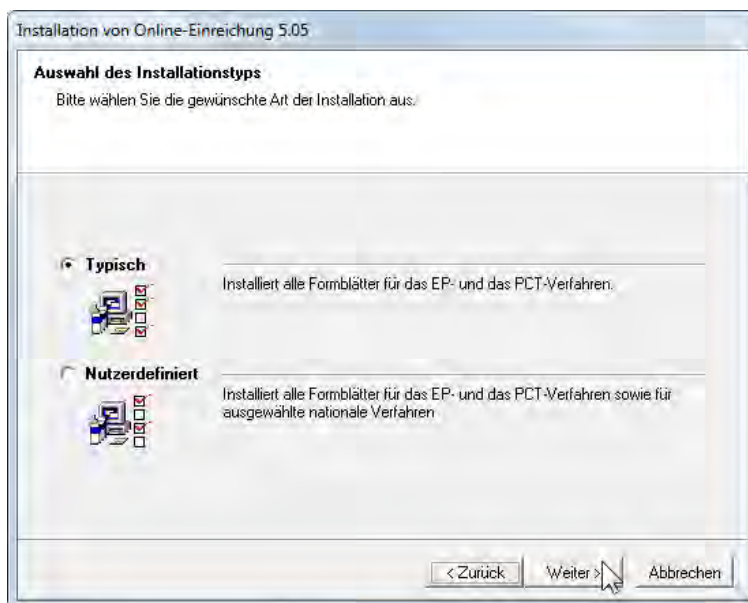 Installation von Online-Einreichung 5.05
Auswahl des Installationstyps
Bitte wählen Sie die gewünschte Art der Installation aus.
Typisch
Installiert alle Formblätter für das EP- und das PCT-Verfahren.
Nutzerdefiniert
Installiert alle Formblätter für das EP- und das PCT-Verfahren sowie für
ausgewählte nationale Verfahren
< Zurück
Weiter >
Abbrechen